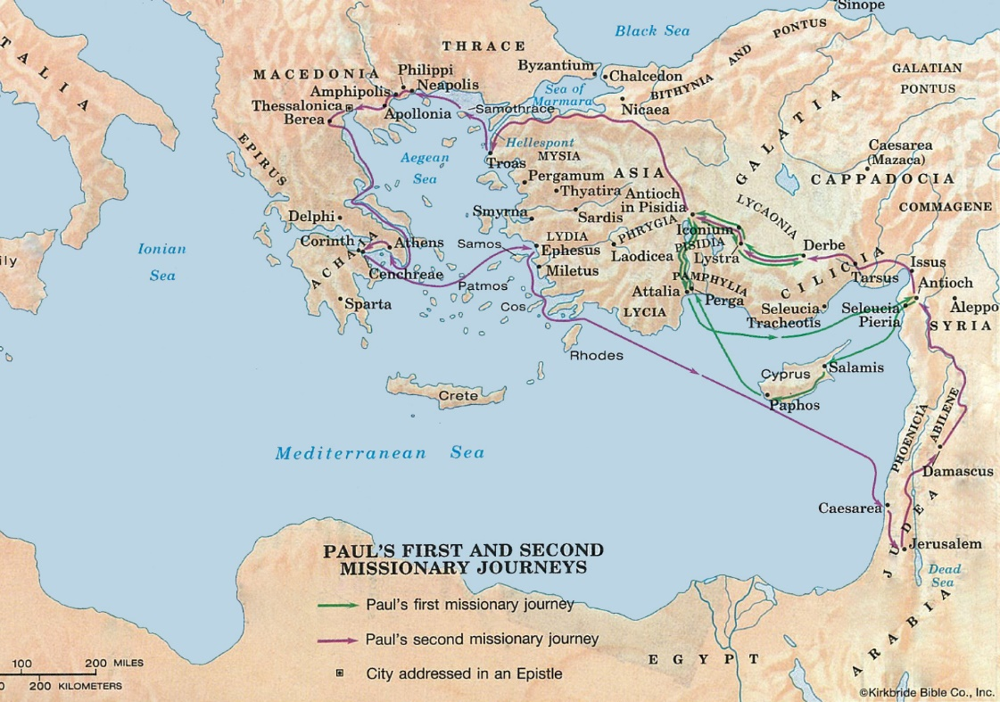 Sinope
Black Sea
THRACE
BITHYNIA AND PONTUS
MACEDONIA
Philippi
Neapolis
Byzantium
Chalcedon
GALATIAN
PONTUS
Amphipolis
Sea of
Marmara
Thessalonica
Samothrace
Nicaea
Berea
Apollonia
GALATIA
TALIA
EPIRUS
Hellespont
Caesarea
(Mazaca)
Aegean
Sea
Troas
MYSIA
ASIA
CAPPADOCIA
Pergamum
Thyatira
Antioch
in Pisidia
LYCAONIA
COMMAGENE
Smyrna
Sardis
Delphi
PHRYGIA
Iconium
Corinth
Athens
Samos
LYDIA
Ephesus
Laodicea
PISIDIA
Lystra
Derbe
Ionian
Sea
ily
ACHAIA
Cenchreae
Miletus
CILICIA
Tarsus
Issus
Patmos
PAMPHYLIA
Antioch
Sparta
Cos
Attalia
Perga
LYCIA
Seleucia
Tracheotis
Seleucia
Pieria
Aleppo
SYRIA
Rhodes
Cyprus
Salamis
Crete
Paphos
PHOENICIA
ABILENE
Mediterranean Sea
Damascus
Caesarea
JUDEA
Jerusalem
Dead
Sea
PAUL'S FIRST AND SECOND
MISSIONARY JOURNEYS
Paul's first missionary journey
Paul's second missionary journey
City addressed in an Epistle
EGYPT
ARABIA
100 200 MILES
0 200 KILOMETERS
©Kirkbride Bible Co., Inc.